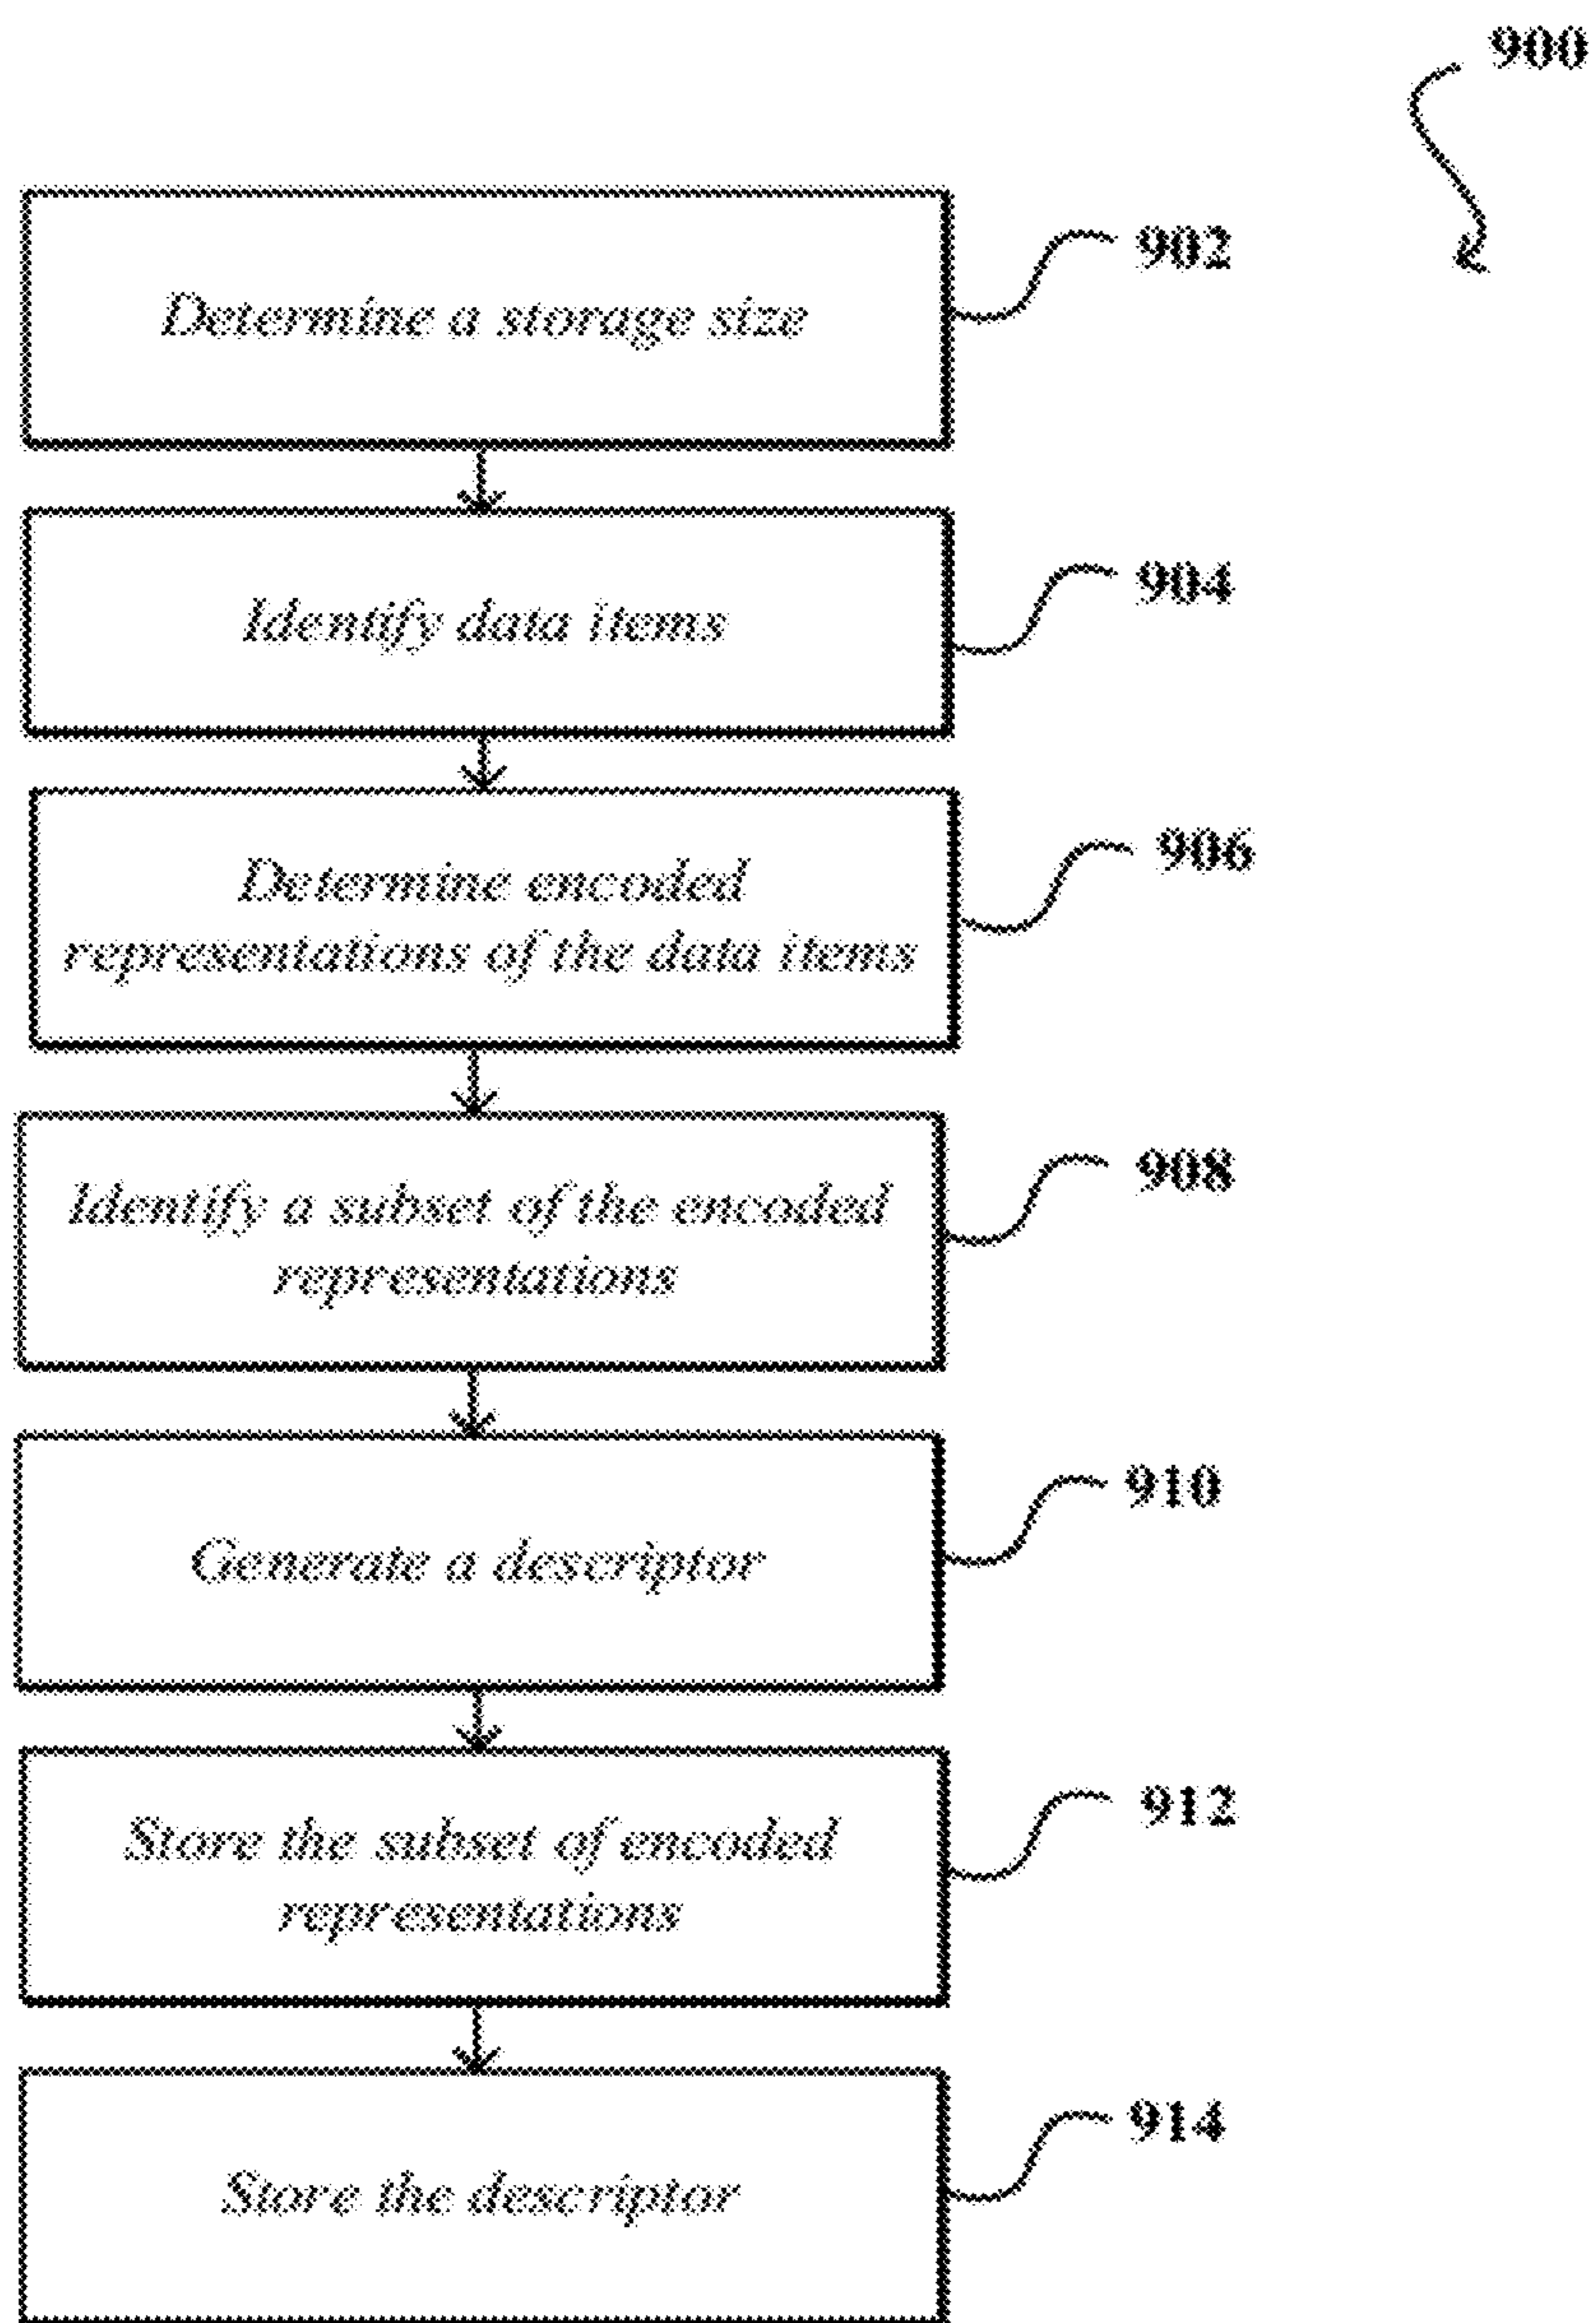 900
902
Determine a storage size
904
Identify data items
906
Determine encoded
representations of the data items
908
Identify a subset of the encoded
representations
910
Generate a descriptor
912
Store the subset of encoded
representations
914
Store the descriptor